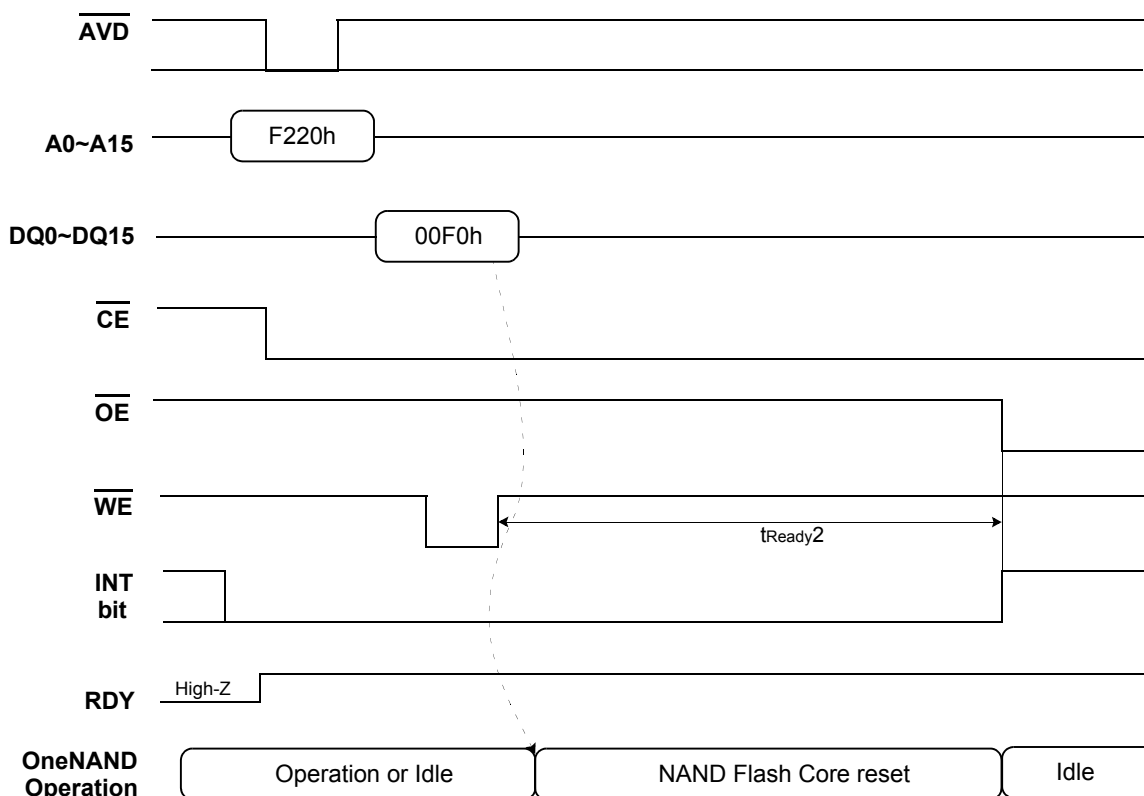 AVD
A0~A15
F220h
DQ0~DQ15
00F0h
CE
OE
WE
tReady2
INT
bit
RDY
High-Z
OneNAND
Operation
Operation or Idle
NAND Flash Core reset
Idle